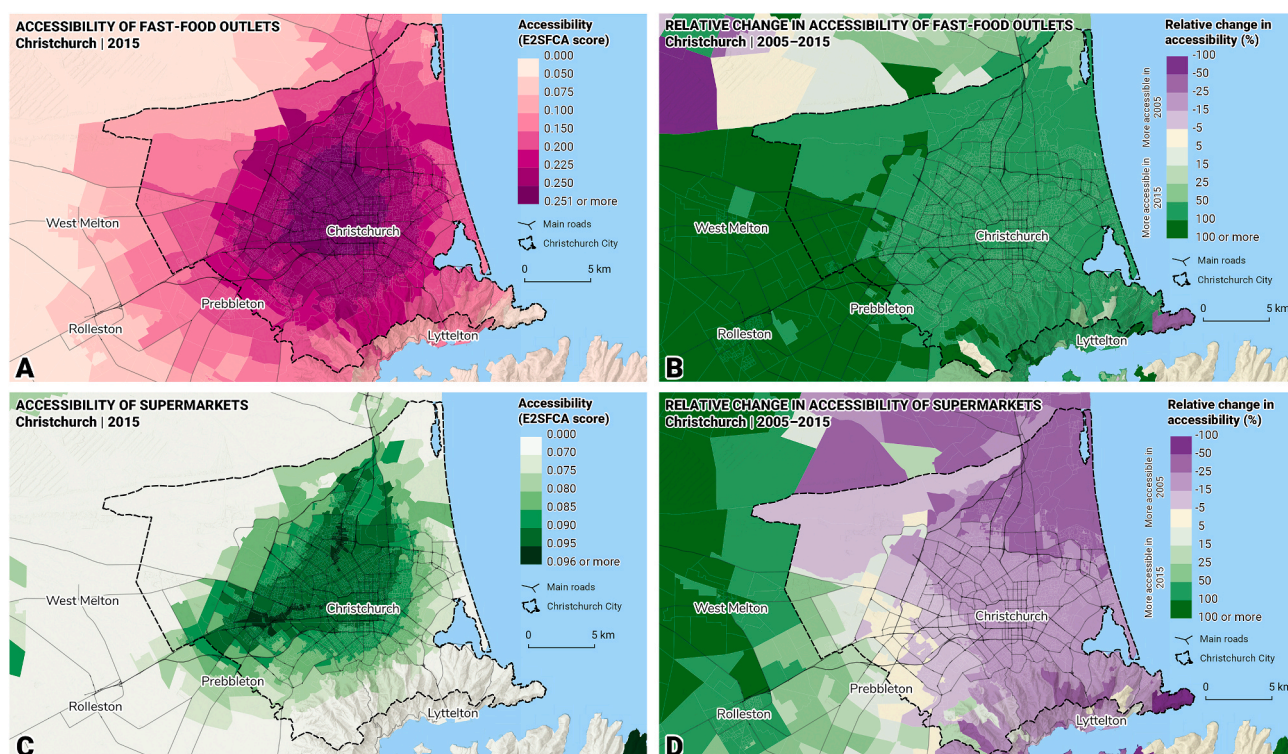 ACCESSIBILITY OF FAST-FOOD OUTLETS
Christchurch | 2015
Accessibility
(E2SFCA score)
0.000
0.050
0.075
0.100
0.150
0.200
0.225
0.250
0.251 or more
Main roads
Christchurch City
0 5 km
West Melton
Christchurch
Prebbleton
Rolleston
Lyttelton
A
RELATIVE CHANGE IN ACCESSIBILITY OF FAST-FOOD OUTLETS
Christchurch | 2005–2015
Relative change in
accessibility (%)
-100
-50
-25
-15
-5
5
15
25
50
100
100 or more
More accessible in
2005
More accessible in
2015
Main roads
Christchurch City
0 5 km
West Melton
Christchurch
Prebbleton
Rolleston
Lyttelton
B
ACCESSIBILITY OF SUPERMARKETS
Christchurch | 2015
Accessibility
(E2SFCA score)
0.000
0.070
0.075
0.080
0.085
0.090
0.095
0.096 or more
Main roads
Christchurch City
0 5 km
West Melton
Christchurch
Prebbleton
Rolleston
Lyttelton
C
RELATIVE CHANGE IN ACCESSIBILITY OF SUPERMARKETS
Christchurch | 2005–2015
Relative change in
accessibility (%)
-100
-50
-25
-15
-5
5
15
25
50
100
100 or more
More accessible in
2005
More accessible in
2015
Main roads
Christchurch City
0 5 km
West Melton
Christchurch
Prebbleton
Rolleston
Lyttelton
D